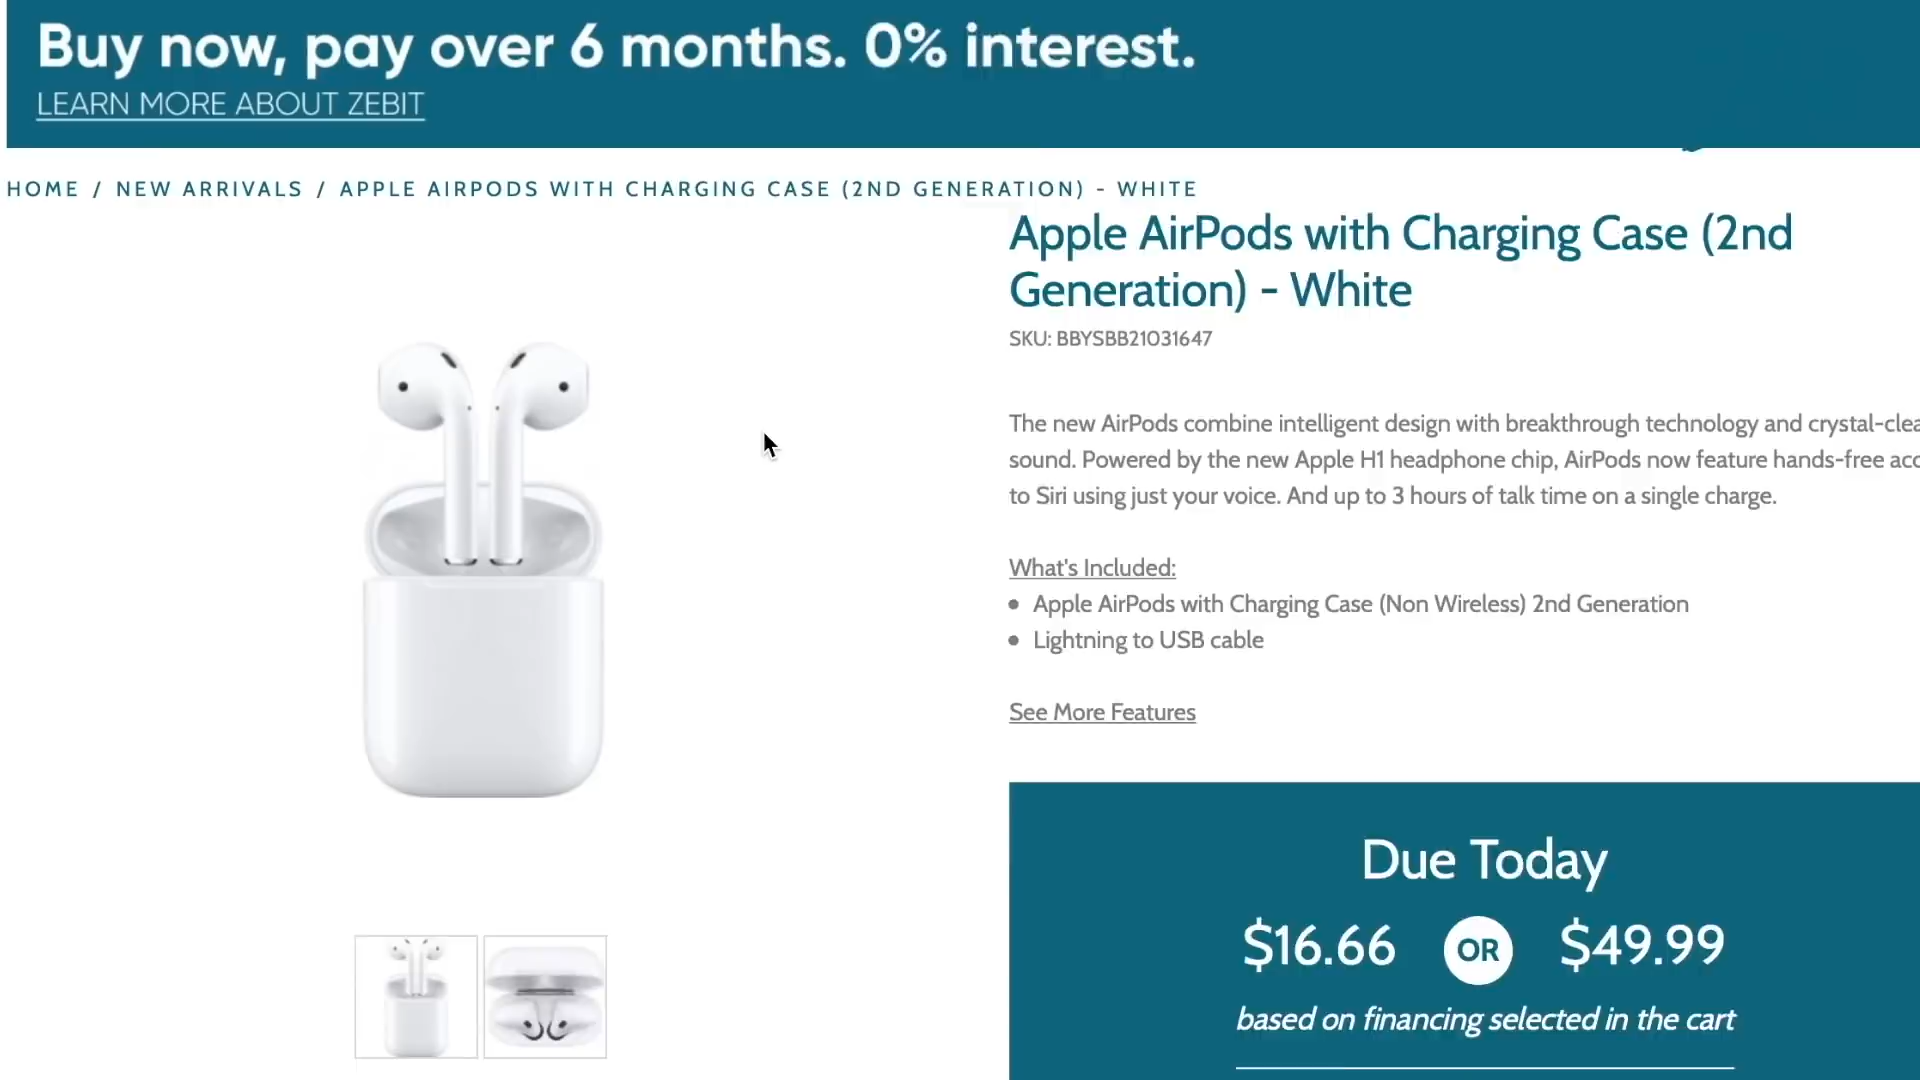 Buy now, pay over 6 months. 0% interest.
LEARN MORE ABOUT ZEBIT
HOME / NEW ARRIVALS / APPLE AIRPODS WITH CHARGING CASE (2ND GENERATION) - WHITE
Apple AirPods with Charging Case (2nd
Generation) - White
SKU: BBYSBB21031647
The new AirPods combine intelligent design with breakthrough technology and
sound. Powered by the new Apple H1 headphone chip, AirPods now feature hands-free
to Siri using just your voice. And up to 3 hours of talk time on a single charge.
What's Included:
• Apple AirPods with Charging Case (Non Wireless) 2nd Generation
• Lightning to USB cable
See More Features
Due Today
$16.66 OR $49.99
based on financing selected in the cart